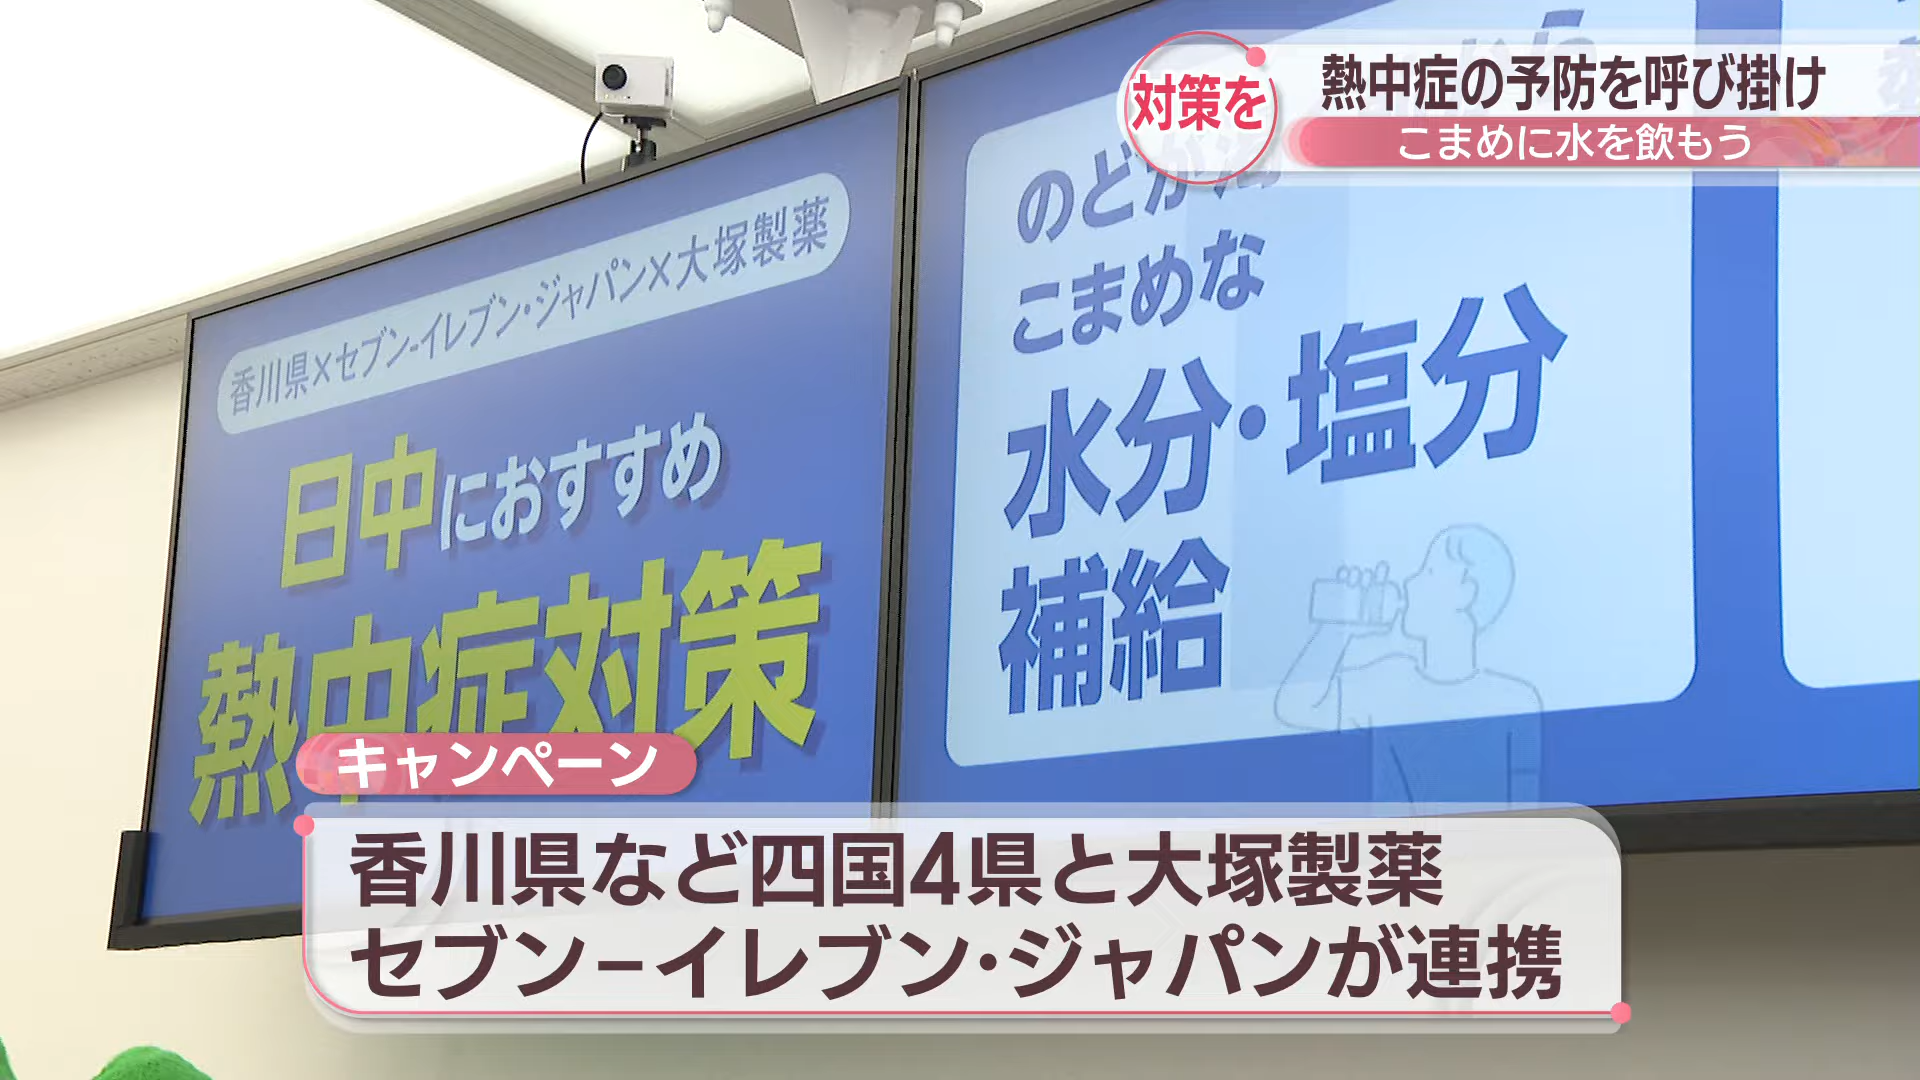 対策を
熱中症の予防を呼び掛け
こまめに水を飲もう
香川県×セブン-イレブン・ジャパン×大塚製薬
日中におすすめ
熱中症対策
のどが渇
こまめな
水分・塩分
補給
キャンペーン
香川県など四国4県と大塚製薬
セブン-イレブン・ジャパンが連携